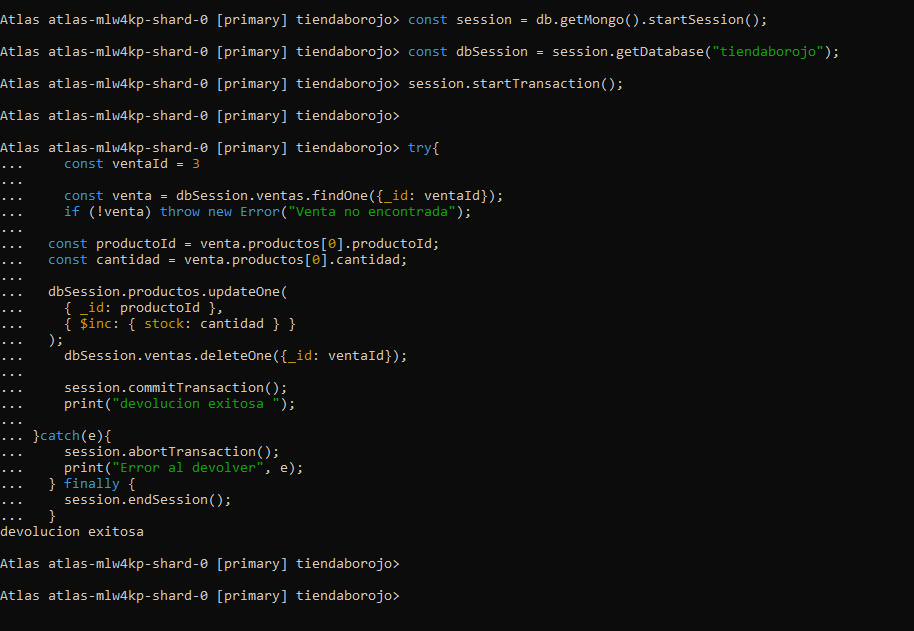 Atlas atlas-mlw4kp-shard-0 [primary] tiendaborojo> const session = db.getMongo().startSession();
Atlas atlas-mlw4kp-shard-0 [primary] tiendaborojo> const dbSession = session.getDatabase("tiendaborojo");
Atlas atlas-mlw4kp-shard-0 [primary] tiendaborojo> session.startTransaction();
Atlas atlas-mlw4kp-shard-0 [primary] tiendaborojo>
Atlas atlas-mlw4kp-shard-0 [primary] tiendaborojo> try{
...     const ventaId = 3
...
...     const venta = dbSession.ventas.findOne({_id: ventaId});
...     if (!venta) throw new Error("Venta no encontrada");
...
...   const productoId = venta.productos[0].productoId;
...   const cantidad = venta.productos[0].cantidad;
...
...   dbSession.productos.updateOne(
...     { _id: productoId },
...     { $inc: { stock: cantidad } }
...   );
...     dbSession.ventas.deleteOne({_id: ventaId});
...
...     session.commitTransaction();
...     print("devolucion exitosa ");
...
... }catch(e){
...     session.abortTransaction();
...     print("Error al devolver", e);
...   } finally {
...     session.endSession();
...   }
devolucion exitosa
Atlas atlas-mlw4kp-shard-0 [primary] tiendaborojo>
Atlas atlas-mlw4kp-shard-0 [primary] tiendaborojo>